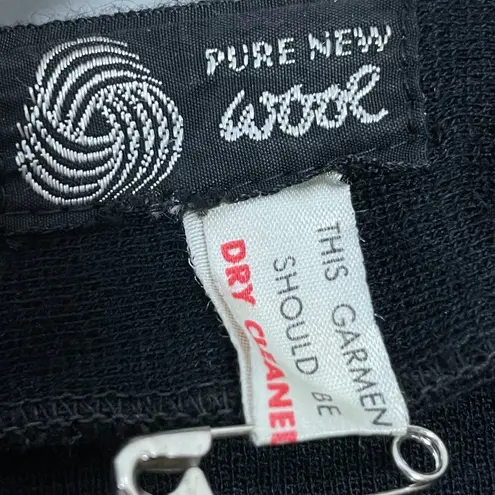 PURE NEW
wool
THIS GARMEN
SHOULD BE
DRY CLEANE